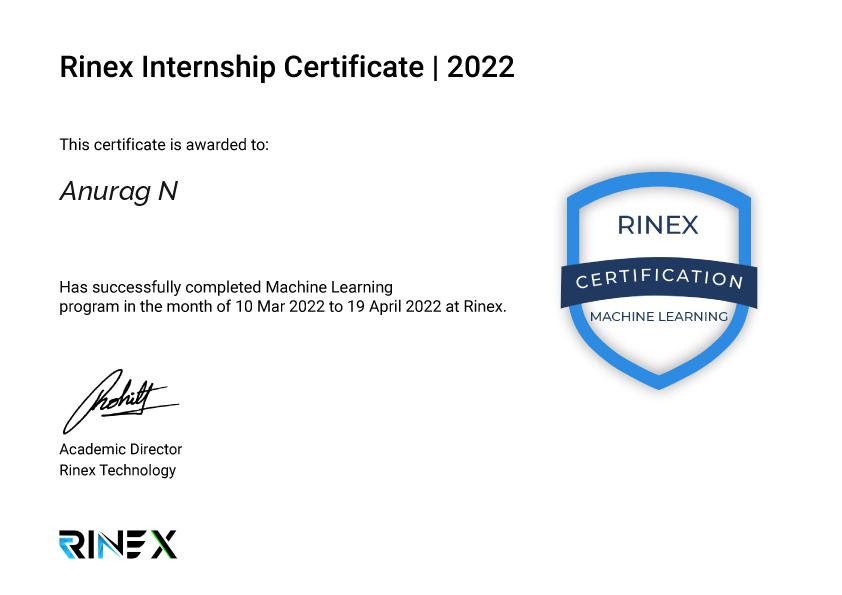 Rinex Internship Certificate | 2022
This certificate is awarded to:
Anurag N
Has successfully completed Machine Learning
program in the month of 10 Mar 2022 to 19 April 2022 at Rinex.
RINEX
CERTIFICATION
MACHINE LEARNING
Academic Director
Rinex Technology
RINEX